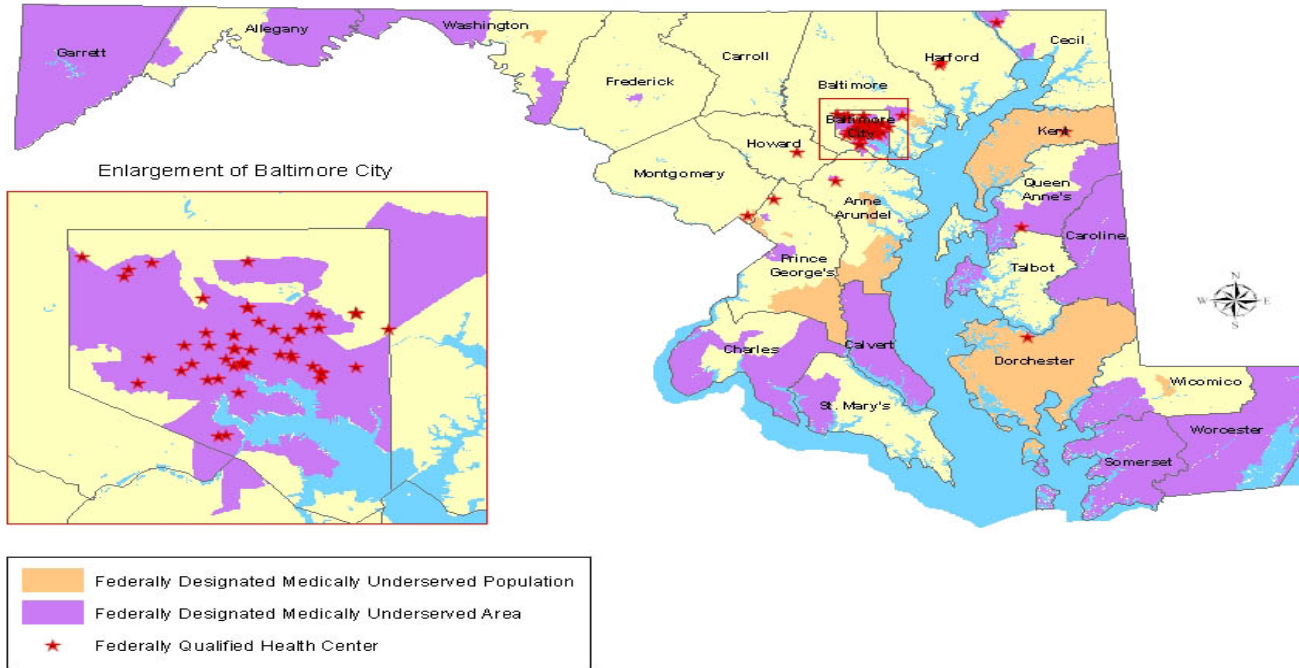 Garrett
Allegany
Washington
Frederick
Carroll
Baltimore
Harford
Cecil
Baltimore
City
Kent
Howard
Montgomery
Queen
Anne's
Anne
Arundel
Caroline
Prince
George's
Talbot
N
W E
S
Charles
Calvert
Dorchester
St. Mary's
Wicomico
Worcester
Somerset
Enlargement of Baltimore City
Federally Designated Medically Underserved Population
Federally Designated Medically Underserved Area
Federally Qualified Health Center